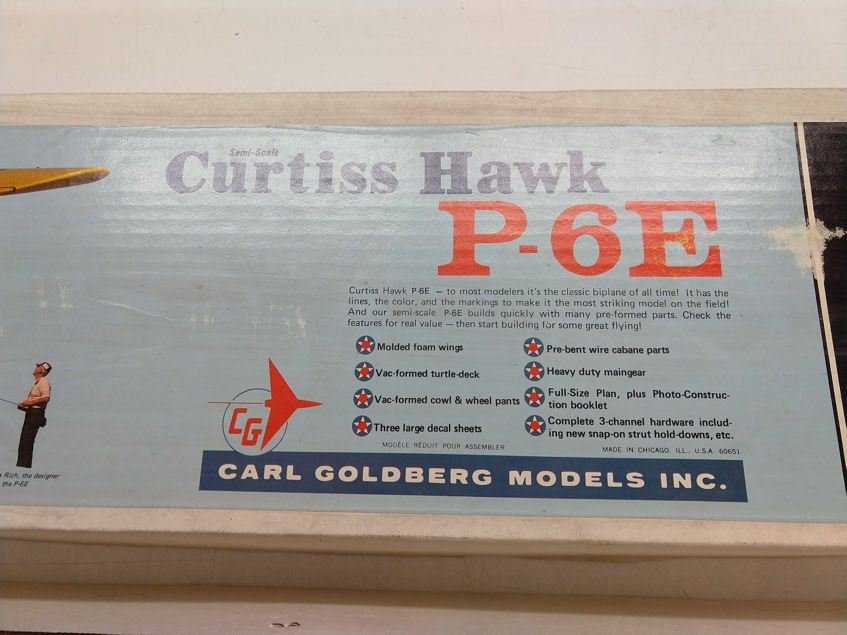 Semi-Scale
Curtiss Hawk
P-6E
Curtiss Hawk P-6E — to most modelers it's the classic biplane of all time! It has the
lines, the color, and the markings to make it the most striking model on the field!
And our semi-scale P-6E builds quickly with many pre-formed parts. Check the
features for real value — then start building for some great flying!
Molded foam wings
Vac-formed turtle-deck
Vac-formed cowl & wheel pants
Three large decal sheets
Pre-bent wire cabane parts
Heavy duty maingear
Full-Size Plan, plus Photo-Construc-
tion booklet
Complete 3-channel hardware includ-
ing new snap-on strut hold-downs, etc.
MODÈLE RÉDUIT POUR ASSEMBLER
MADE IN CHICAGO, ILL., U.S.A. 60651
CG
CARL GOLDBERG MODELS INC.
Rich, the designer
the P-6E